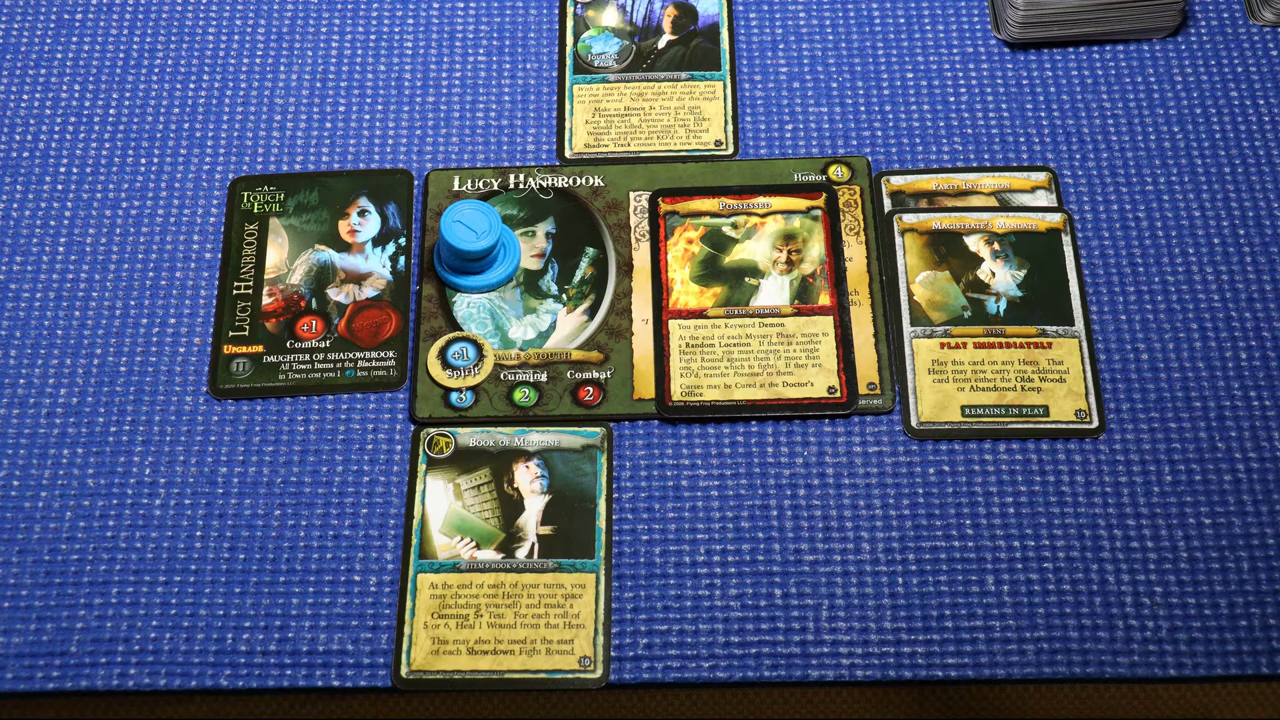 JOURNAL
PAGES
INVESTIGATION ✦ DEBT
With a heavy heart and a cold shiver, you
set out into the foggy night to make good
on your word. No more will die this night.
Make an Honor 3+ Test and gain
2 Investigation for every 3+ rolled.
Keep this card. Anytime a Town Elder
would be killed, you must take D3
Wounds instead to prevent it. Discard
this card if you are KO'd or if the
Shadow Track crosses into a new stage.
A
TOUCH
OF EVIL
LUCY HANBROOK
+1
Combat
UPGRADE
II
DAUGHTER OF SHADOWBROOK:
All Town Items at the Blacksmith
in Town cost you 1 less (min. 1).
LUCY HANBROOK
Honor 4
1
+1
Spirit
3
MALE ✦ YOUTH
Cunning
2
Combat
2
served
POSSESSED
CURSE ✦ DEMON
You gain the Keyword Demon.
At the end of each Mystery Phase, move to
a Random Location. If there is another
Hero there, you must engage in a single
Fight Round against them (if more than
one, choose which to fight). If they are
KO'd, transfer Possessed to them.
Curses may be Cured at the Doctor's
Office.
PARTY INVITATION
MAGISTRATE'S MANDATE
EVENT
PLAY IMMEDIATELY
Play this card on any Hero. That
Hero may now carry one additional
card from either the Olde Woods
or Abandoned Keep.
REMAINS IN PLAY
10
BOOK OF MEDICINE
ITEM ✦ BOOK ✦ SCIENCE
At the end of each of your turns, you
may choose one Hero in your space
(including yourself) and make a
Cunning 5+ Test. For each roll of
5 or 6, Heal 1 Wound from that Hero.
This may also be used at the start
of each Showdown Fight Round.
10